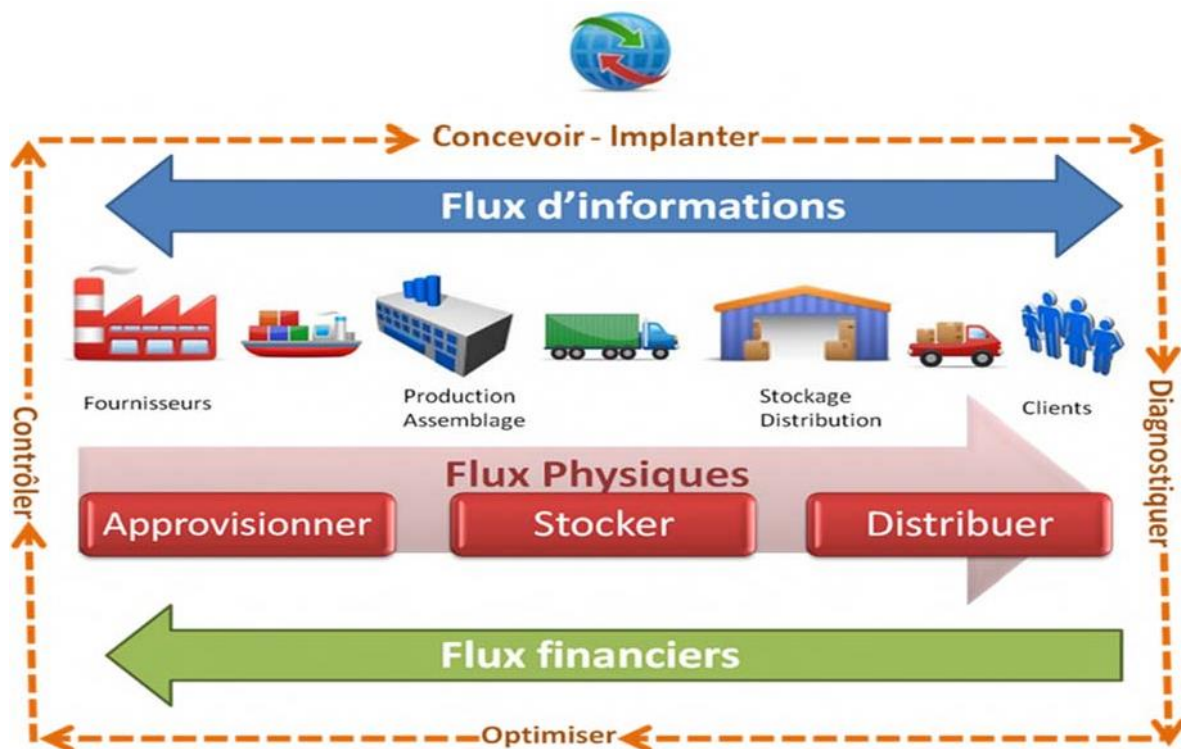 Concevoir - Implanter
Flux d’informations
Fournisseurs
Production
Assemblage
Stockage
Distribution
Clients
Contrôler
Diagnostiquer
Flux Physiques
Approvisionner
Stocker
Distribuer
Flux financiers
Optimiser